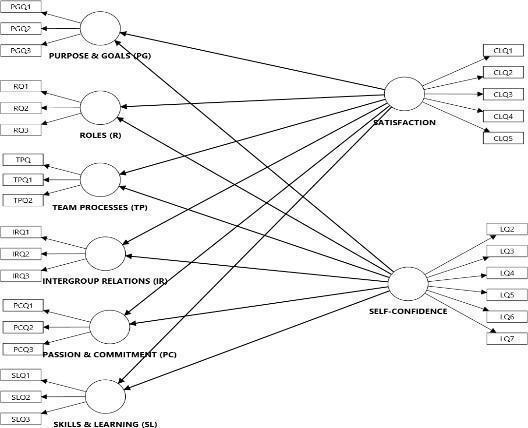 PGQ1
PGQ2
PGQ3
PURPOSE & GOALS (PG)
RQ1
RQ2
RQ3
ROLES (R)
TPQ
TPQ1
TPQ2
TEAM PROCESSES (TP)
IRQ1
IRQ2
IRQ3
INTERGROUP RELATIONS (IR)
PCQ1
PCQ2
PCQ3
PASSION & COMMITMENT (PC)
SLQ1
SLQ2
SLQ3
SKILLS & LEARNING (SL)
CLQ1
CLQ2
CLQ3
CLQ4
CLQ5
SATISFACTION
LQ2
LQ3
LQ4
LQ5
LQ6
LQ7
SELF-CONFIDENCE